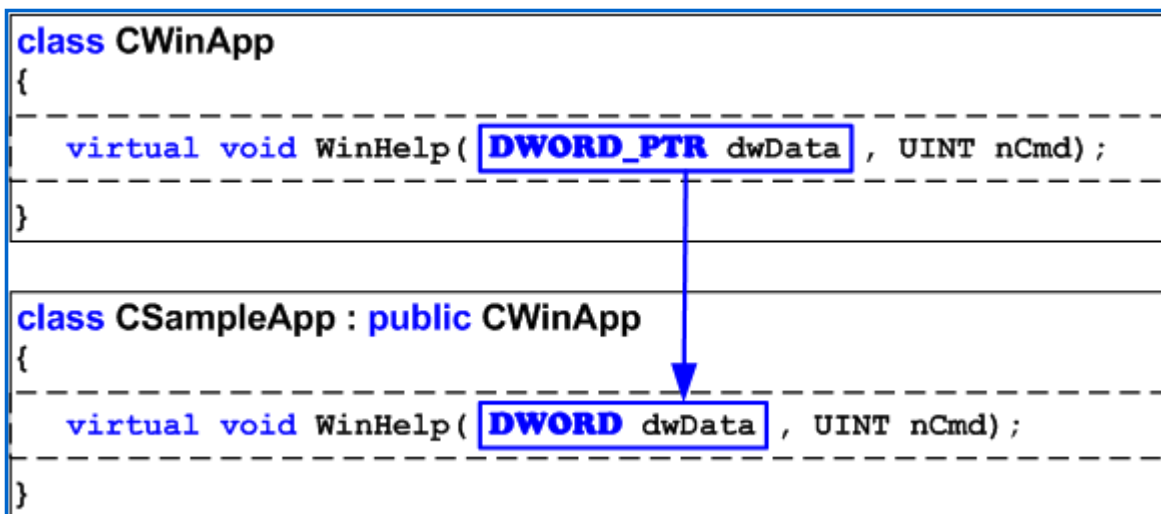 class CWinApp
{
virtual void WinHelp( DWORD_PTR dwData , UINT nCmd);
}
class CSampleApp : public CWinApp
{
virtual void WinHelp( DWORD dwData , UINT nCmd);
}